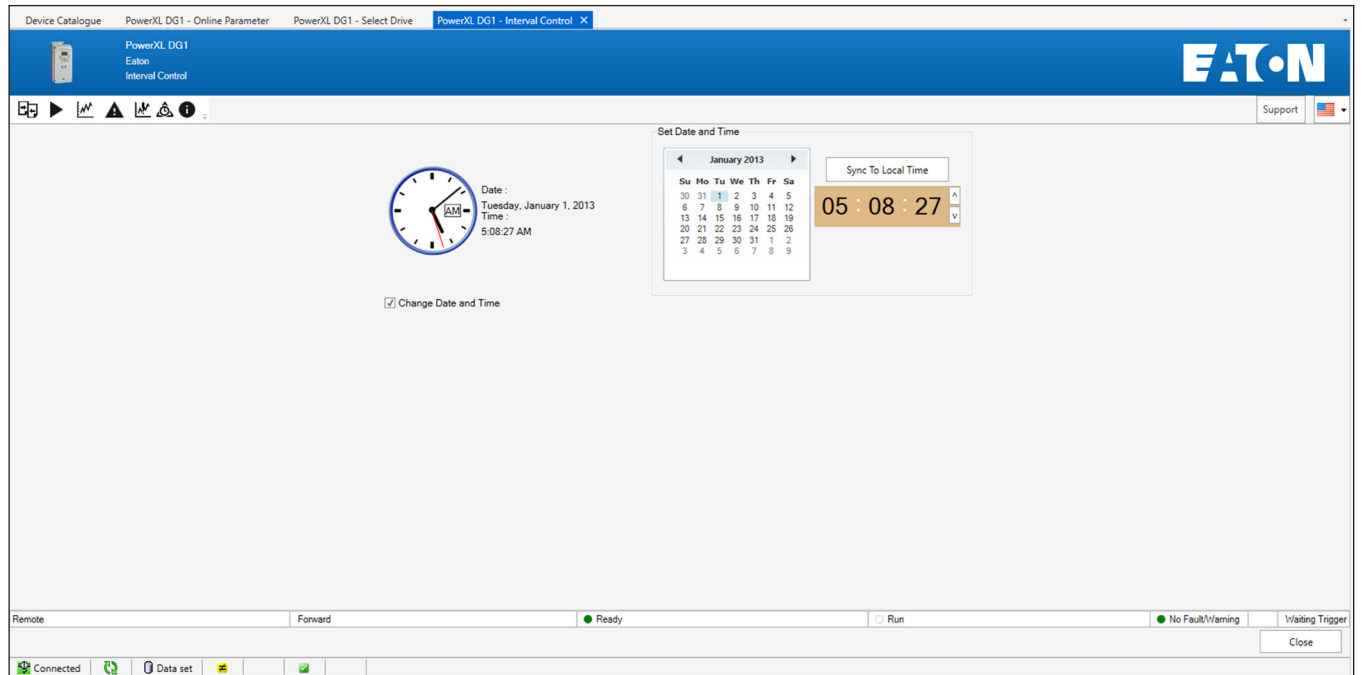 Device Catalogue PowerXL DG1 - Online Parameter PowerXL DG1 - Select Drive PowerXL DG1 - Interval Control
PowerXL DG1
Eaton
Interval Control
EATON
Support
Set Date and Time
January 2013
Su Mo Tu We Th Fr Sa
30 31 1 2 3 4 5
6 7 8 9 10 11 12
13 14 15 16 17 18 19
20 21 22 23 24 25 26
27 28 29 30 31 1 2
3 4 5 6 7 8 9
Sync To Local Time
05 : 08 : 27
AM
Date :
Tuesday, January 1, 2013
Time :
5:08:27 AM
Change Date and Time
Remote Forward Ready Run No Fault/Warning Waiting Trigger
Close
Connected Data set